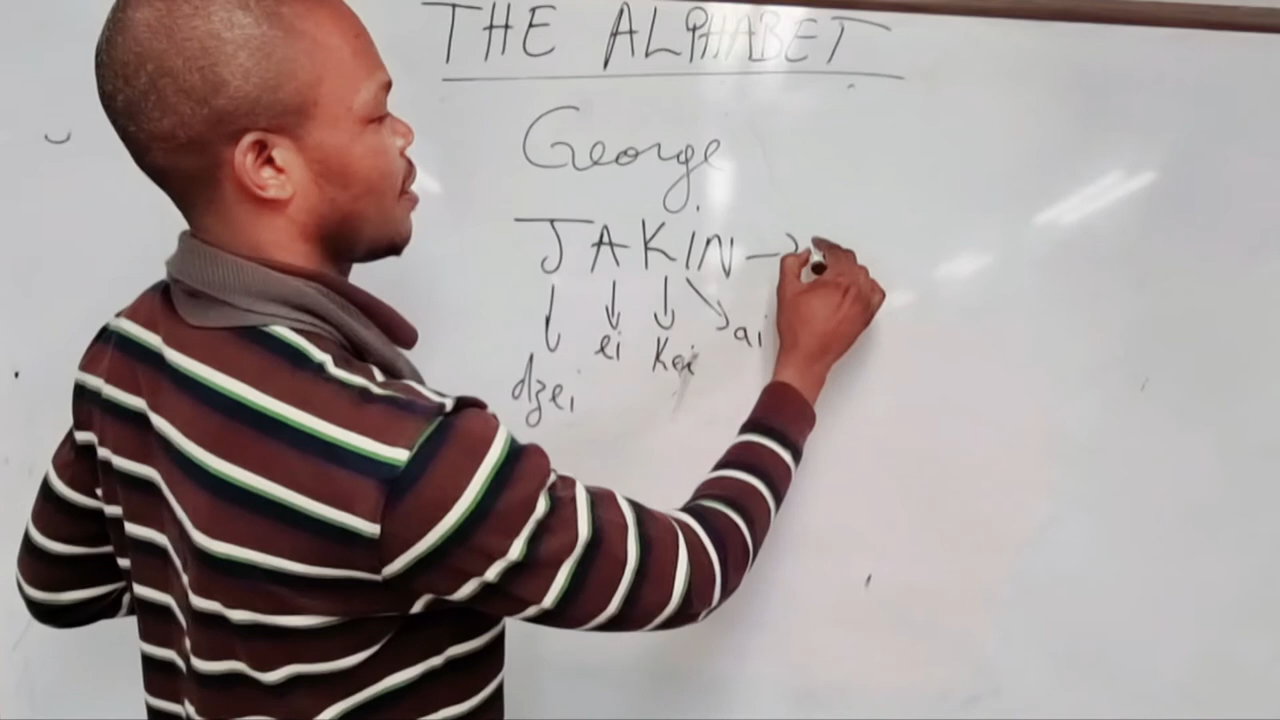 THE ALPHABET
George
JAKiN →
ei kei ai
dzei